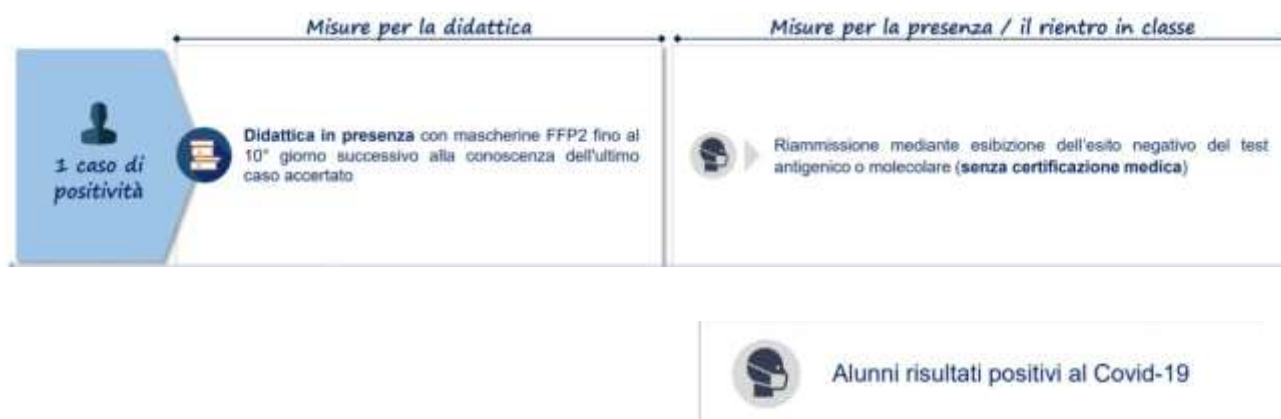 Misure per la didattica
Misure per la presenza / il rientro in classe
1 caso di
positività
Didattica in presenza con mascherine FFP2 fino al
10° giorno successivo alla conoscenza dell'ultimo
caso accertato
Riammissione mediante esibizione dell'esito negativo del test
antigenico o molecolare (senza certificazione medica)
Alunni risultati positivi al Covid-19